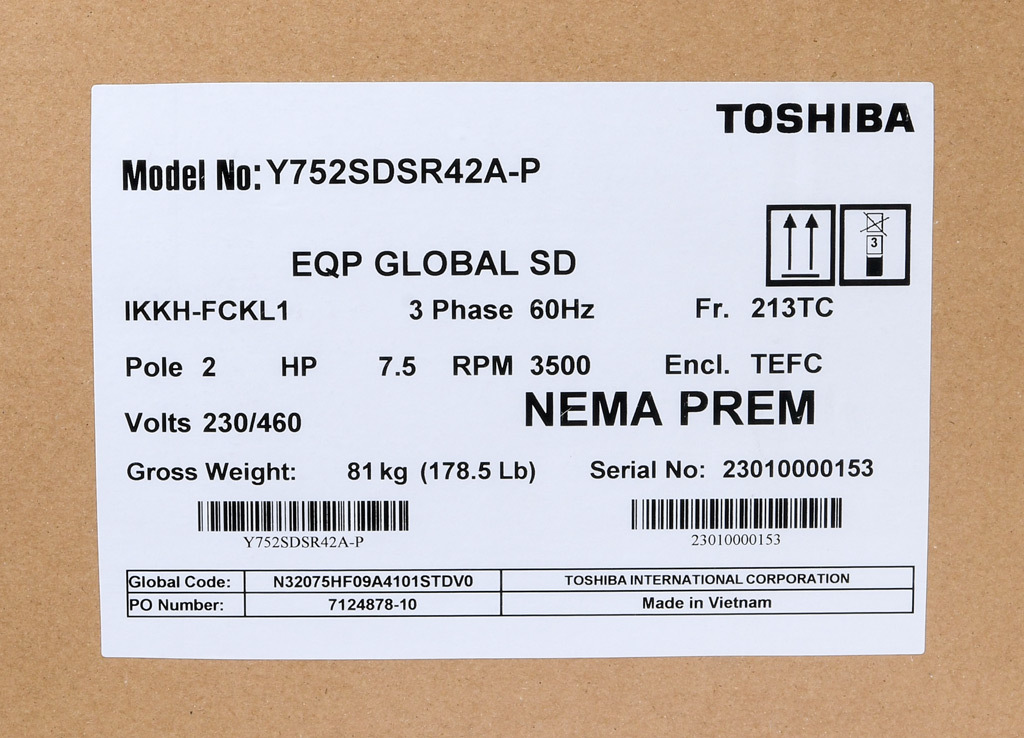 TOSHIBA
Model No: Y752SDSR42A-P
3
EQP GLOBAL SD
IKKH-FCKL1 3 Phase 60Hz Fr. 213TC
Pole 2 HP 7.5 RPM 3500 Encl. TEFC
Volts 230/460 NEMA PREM
Gross Weight: 81 kg (178.5 Lb) Serial No: 23010000153
Y752SDSR42A-P 23010000153
Global Code: N32075HF09A4101STDV0 TOSHIBA INTERNATIONAL CORPORATION
PO Number: 7124878-10 Made in Vietnam